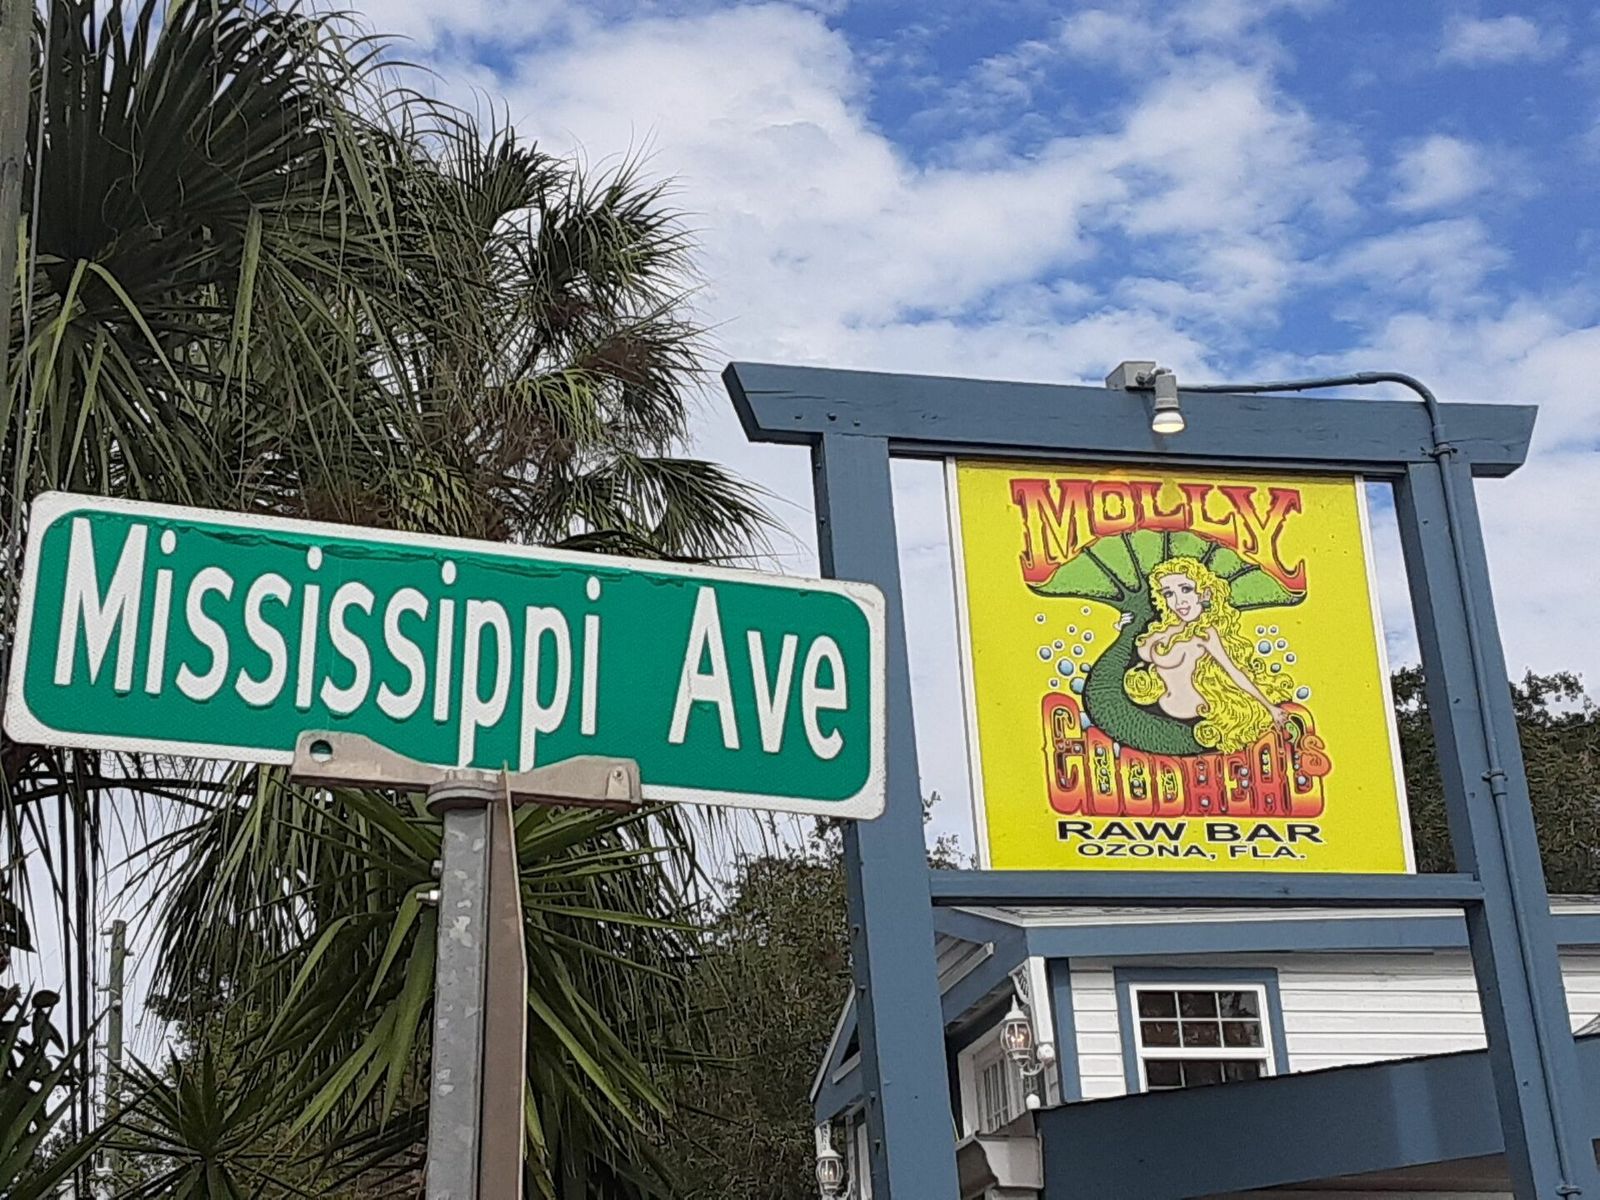 Mississippi Ave
MOLLY
GOODHEAD'S
RAW BAR
OZONA, FLA.